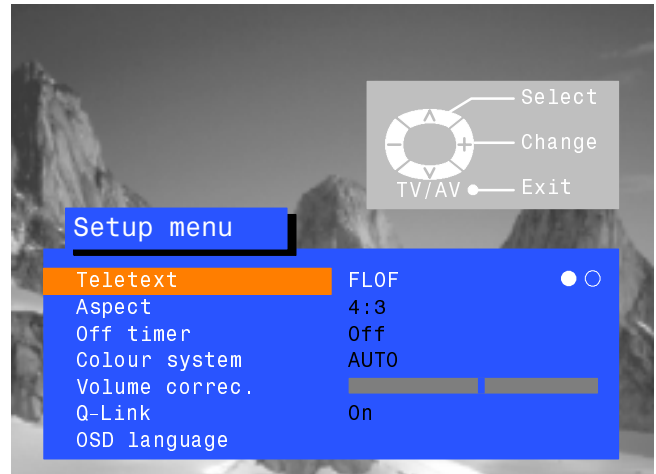 Select
Change
TV/AV Exit
Setup menu
Teletext FLOF
Aspect 4:3
Off timer Off
Colour system AUTO
Volume correc.
Q-Link On
OSD language